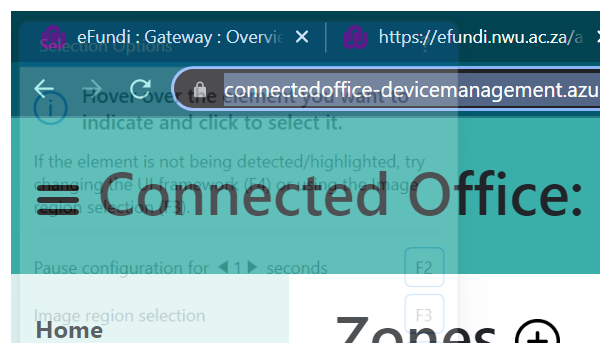 Selection Options
eFundi : Gateway : Overvie
https://efundi.nwu.ac.za/a
connectedoffice-devicemanagement.azu
Hover over the element you want to
indicate and click to select it.
If the element is not being detected/highlighted, try
changing the UI framework (F4) or using the Image
region selection (F3).
Connected Office:
Pause configuration for 1 seconds F2
Image region selection F3
Home
Zones